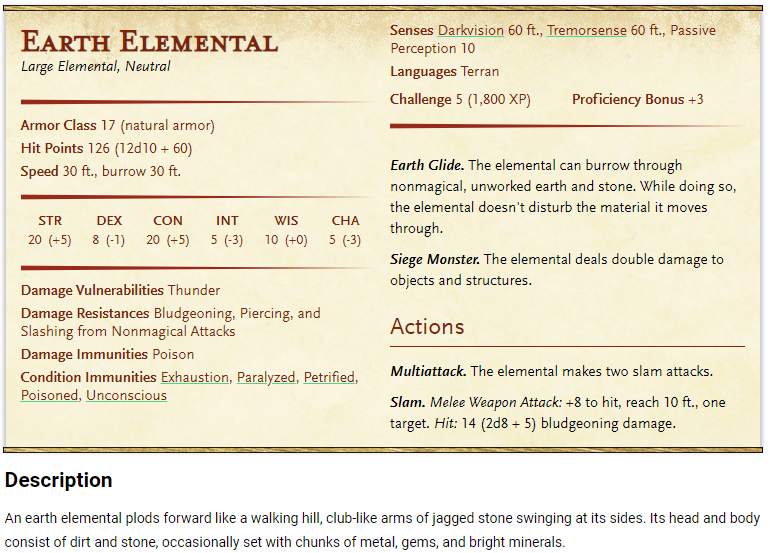 Earth Elemental
Large Elemental, Neutral
Armor Class 17 (natural armor)
Hit Points 126 (12d10 + 60)
Speed 30 ft., burrow 30 ft.
STR DEX CON INT WIS CHA
20 (+5) 8 (-1) 20 (+5) 5 (-3) 10 (+0) 5 (-3)
Damage Vulnerabilities Thunder
Damage Resistances Bludgeoning, Piercing, and
Slashing from Nonmagical Attacks
Damage Immunities Poison
Condition Immunities Exhaustion, Paralyzed, Petrified,
Poisoned, Unconscious
Senses Darkvision 60 ft., Tremorsense 60 ft., Passive
Perception 10
Languages Terran
Challenge 5 (1,800 XP) Proficiency Bonus +3
Earth Glide. The elemental can burrow through
nonmagical, unworked earth and stone. While doing so,
the elemental doesn't disturb the material it moves
through.
Siege Monster. The elemental deals double damage to
objects and structures.
Actions
Multiattack. The elemental makes two slam attacks.
Slam. Melee Weapon Attack: +8 to hit, reach 10 ft., one
target. Hit: 14 (2d8 + 5) bludgeoning damage.
Description
An earth elemental plods forward like a walking hill, club-like arms of jagged stone swinging at its sides. Its head and body
consist of dirt and stone, occasionally set with chunks of metal, gems, and bright minerals.